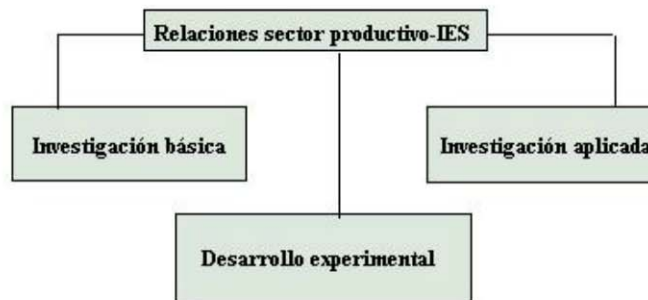 Relaciones sector productivo-IES
Investigación básica
Investigación aplicada
Desarrollo experimental